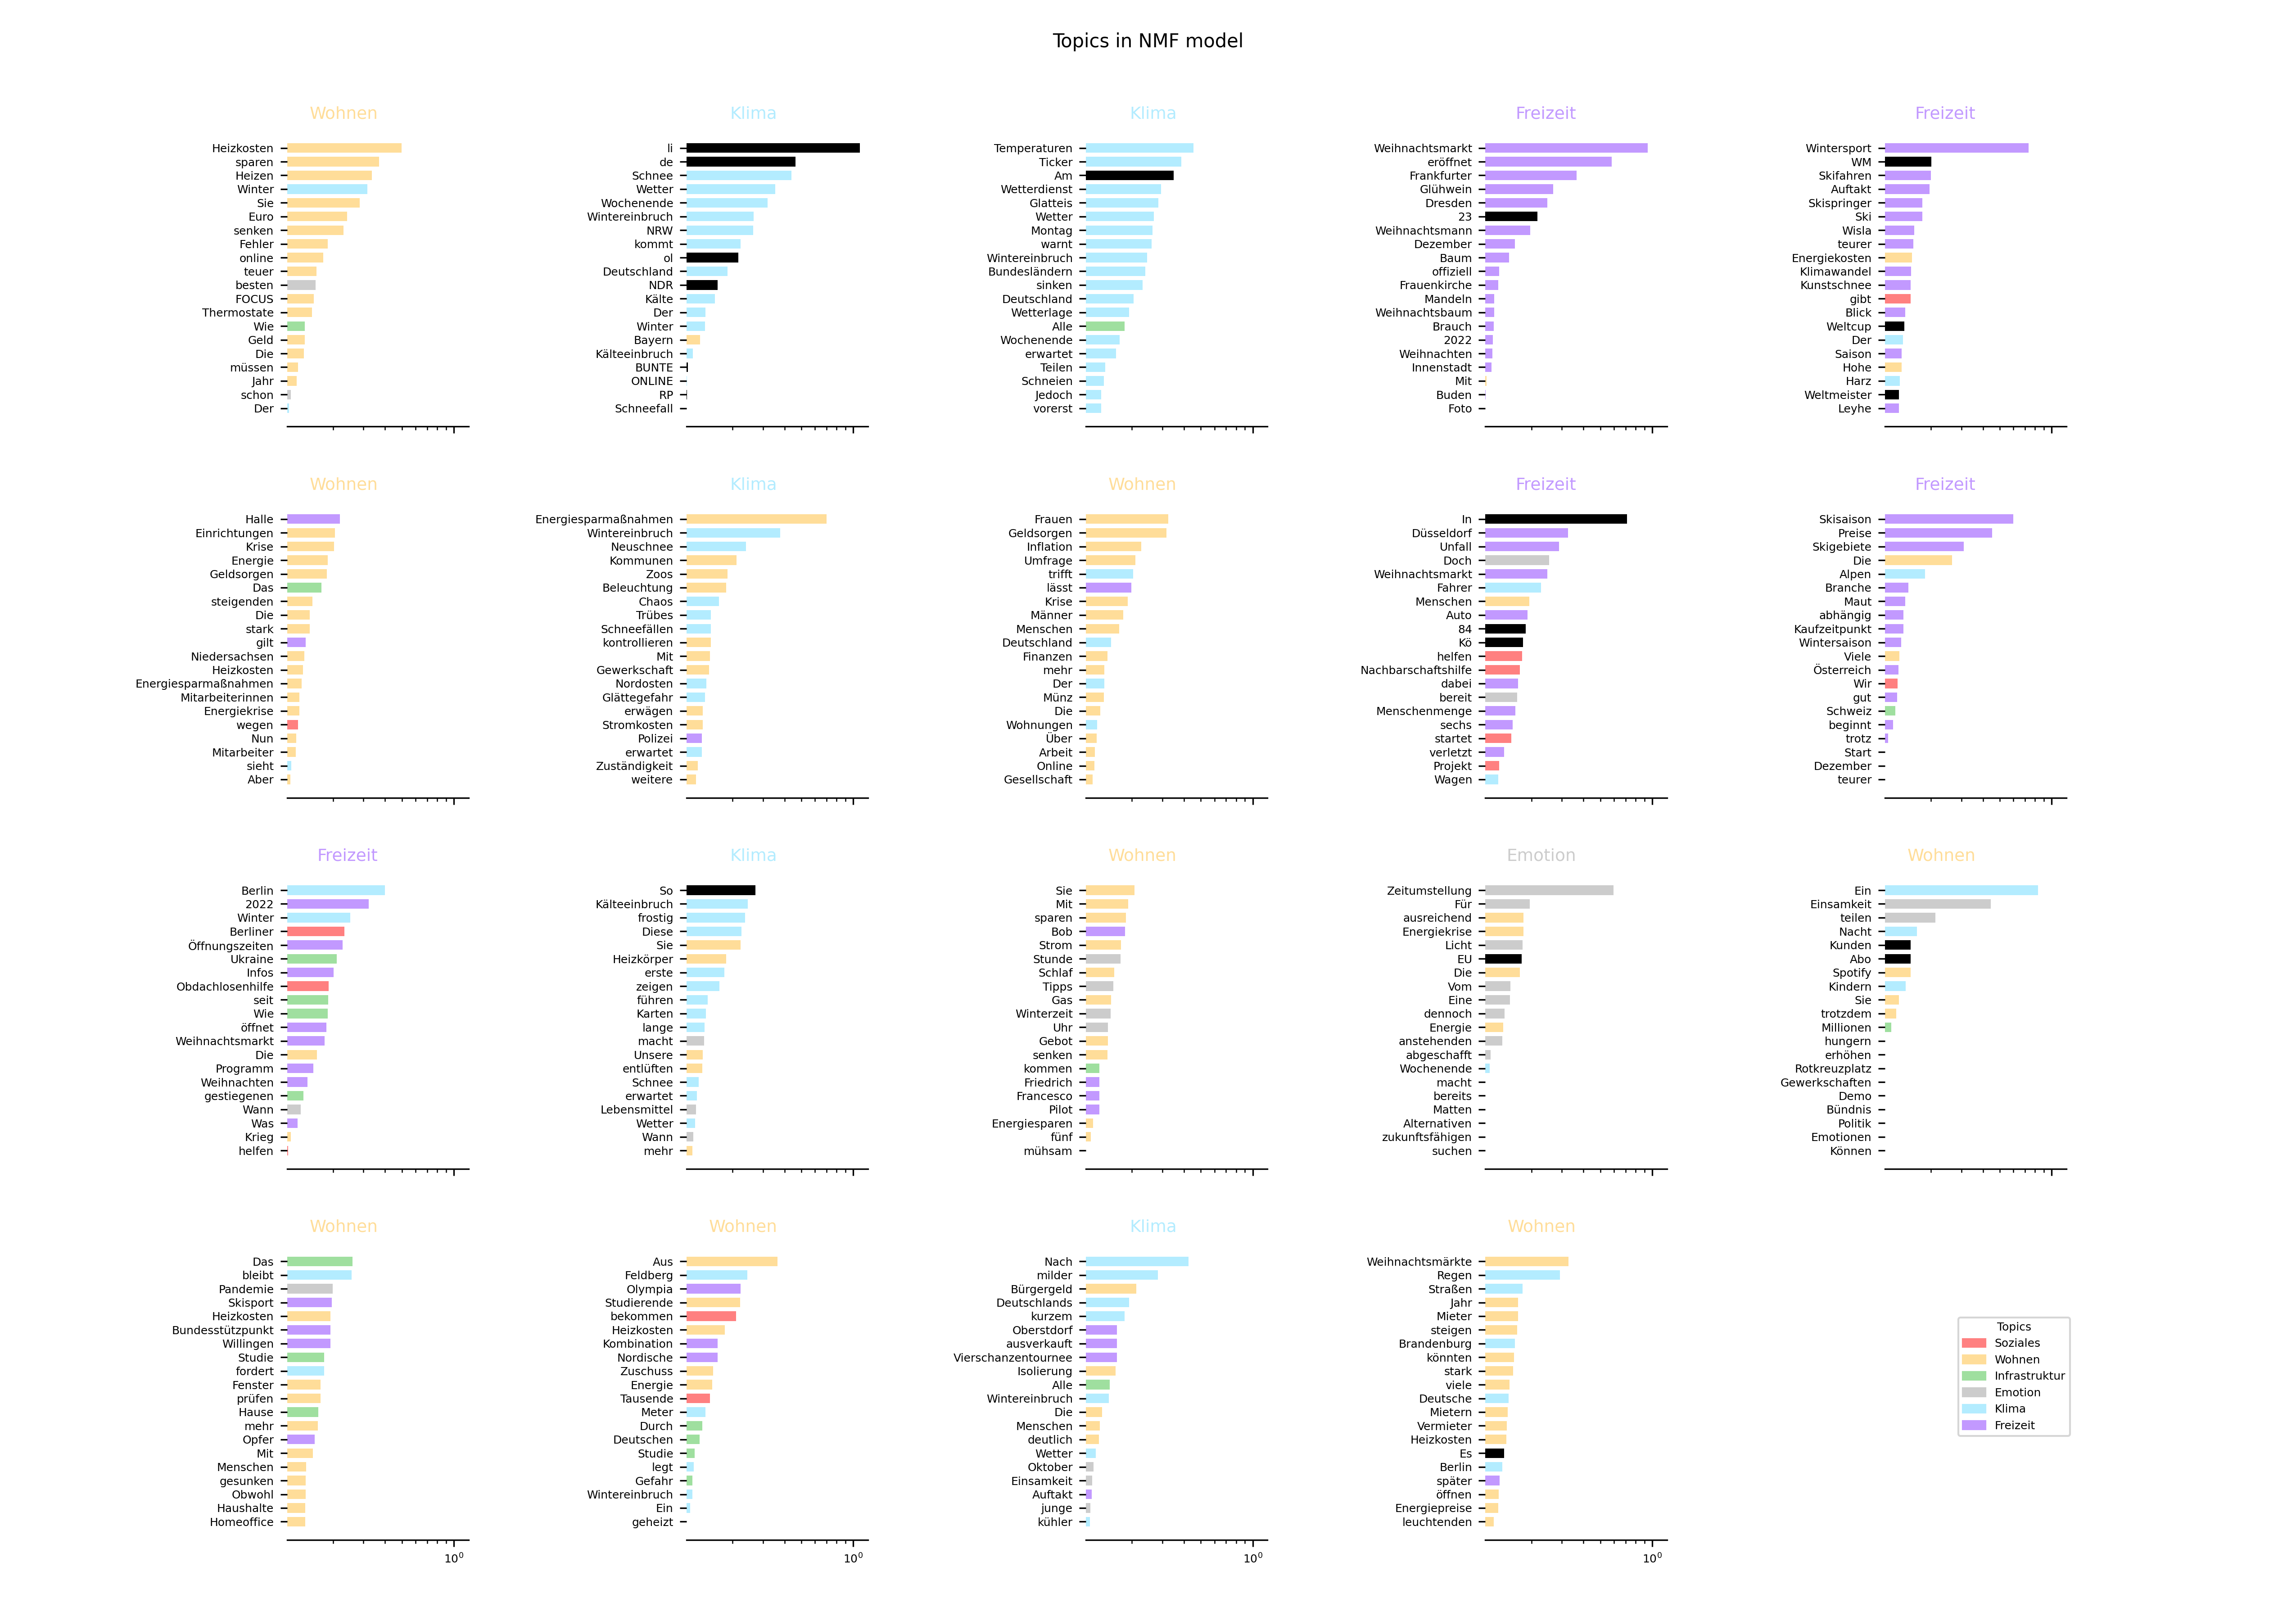 Topics in NMF model
Wohnen
Heizkosten
sparen
Heizen
Winter
Sie
Euro
senken
Fehler
online
teuer
besten
FOCUS
Thermostate
Wie
Geld
Die
müssen
Jahr
schon
Der
Klima
li
de
Schnee
Wetter
Wochenende
Wintereinbruch
NRW
kommt
ol
Deutschland
NDR
Kälte
Der
Winter
Bayern
Kälteeinbruch
BUNTE
ONLINE
RP
Schneefall
Klima
Temperaturen
Ticker
Am
Wetterdienst
Glatteis
Wetter
Montag
warnt
Wintereinbruch
Bundesländern
sinken
Deutschland
Wetterlage
Alle
Wochenende
erwartet
Teilen
Schneien
Jedoch
vorerst
Freizeit
Weihnachtsmarkt
eröffnet
Frankfurter
Glühwein
Dresden
23
Weihnachtsmann
Dezember
Baum
offiziell
Frauenkirche
Mandeln
Weihnachtsbaum
Brauch
2022
Weihnachten
Innenstadt
Mit
Buden
Foto
Freizeit
Wintersport
WM
Skifahren
Auftakt
Skispringer
Ski
Wisla
teurer
Energiekosten
Klimawandel
Kunstschnee
gibt
Blick
Weltcup
Der
Saison
Hohe
Harz
Weltmeister
Leyhe
Wohnen
Halle
Einrichtungen
Krise
Energie
Geldsorgen
Das
steigenden
Die
stark
gilt
Niedersachsen
Heizkosten
Energiesparmaßnahmen
Mitarbeiterinnen
Energiekrise
wegen
Nun
Mitarbeiter
sieht
Aber
Klima
Energiesparmaßnahmen
Wintereinbruch
Neuschnee
Kommunen
Zoos
Beleuchtung
Chaos
Trübes
Schneefällen
kontrollieren
Mit
Gewerkschaft
Nordosten
Glättegefahr
erwägen
Stromkosten
Polizei
erwartet
Zuständigkeit
weitere
Wohnen
Frauen
Geldsorgen
Inflation
Umfrage
trifft
lässt
Krise
Männer
Menschen
Deutschland
Finanzen
mehr
Der
Münz
Die
Wohnungen
Über
Arbeit
Online
Gesellschaft
Freizeit
In
Düsseldorf
Unfall
Doch
Weihnachtsmarkt
Fahrer
Menschen
Auto
84
Kö
helfen
Nachbarschaftshilfe
dabei
bereit
Menschenmenge
sechs
startet
verletzt
Projekt
Wagen
Freizeit
Skisaison
Preise
Skigebiete
Die
Alpen
Branche
Maut
abhängig
Kaufzeitpunkt
Wintersaison
Viele
Österreich
Wir
gut
Schweiz
beginnt
trotz
Start
Dezember
teurer
Freizeit
Berlin
2022
Winter
Berliner
Öffnungszeiten
Ukraine
Infos
Obdachlosenhilfe
seit
Wie
öffnet
Weihnachtsmarkt
Die
Programm
Weihnachten
gestiegenen
Wann
Was
Krieg
helfen
Klima
So
Kälteeinbruch
frostig
Diese
Sie
Heizkörper
erste
zeigen
führen
Karten
lange
macht
Unsere
entlüften
Schnee
erwartet
Lebensmittel
Wetter
Wann
mehr
Wohnen
Sie
Mit
sparen
Bob
Strom
Stunde
Schlaf
Tipps
Gas
Winterzeit
Uhr
Gebot
senken
kommen
Friedrich
Francesco
Pilot
Energiesparen
fünf
mühsam
Emotion
Zeitumstellung
Für
ausreichend
Energiekrise
Licht
EU
Die
Vom
Eine
dennoch
Energie
anstehenden
abgeschafft
Wochenende
macht
bereits
Matten
Alternativen
zukunftsfähigen
suchen
Wohnen
Ein
Einsamkeit
teilen
Nacht
Kunden
Abo
Spotify
Kindern
Sie
trotzdem
Millionen
hungern
erhöhen
Rotkreuzplatz
Gewerkschaften
Demo
Bündnis
Politik
Emotionen
Können
Wohnen
Das
bleibt
Pandemie
Skisport
Heizkosten
Bundesstützpunkt
Willingen
Studie
fordert
Fenster
prüfen
Hause
mehr
Opfer
Mit
Menschen
gesunken
Obwohl
Haushalte
Homeoffice
10⁰
Wohnen
Aus
Feldberg
Olympia
Studierende
bekommen
Heizkosten
Kombination
Nordische
Zuschuss
Energie
Tausende
Meter
Durch
Deutschen
Studie
legt
Gefahr
Wintereinbruch
Ein
geheizt
10⁰
Klima
Nach
milder
Bürgergeld
Deutschlands
kurzem
Oberstdorf
ausverkauft
Vierschanzentournee
Isolierung
Alle
Wintereinbruch
Die
Menschen
deutlich
Wetter
Oktober
Einsamkeit
Auftakt
junge
kühler
10⁰
Wohnen
Weihnachtsmärkte
Regen
Straßen
Jahr
Mieter
steigen
Brandenburg
könnten
stark
viele
Deutsche
Mietern
Vermieter
Heizkosten
Es
Berlin
später
öffnen
Energiepreise
leuchtenden
10⁰
Topics
Soziales
Wohnen
Infrastruktur
Emotion
Klima
Freizeit